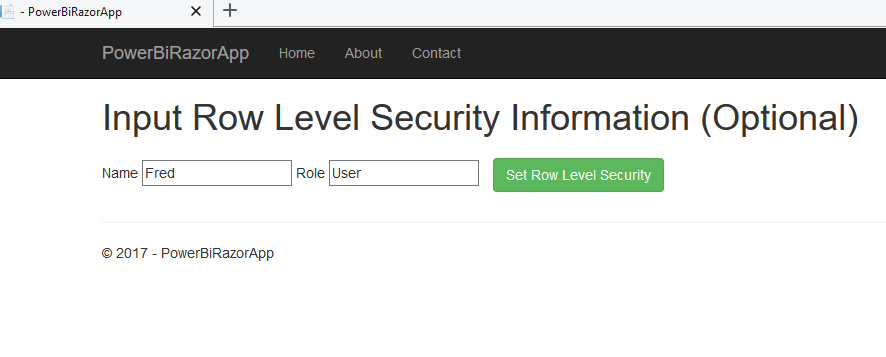 - PowerBiRazorApp
PowerBiRazorApp Home About Contact
Input Row Level Security Information (Optional)
Name Fred Role User Set Row Level Security
© 2017 - PowerBiRazorApp